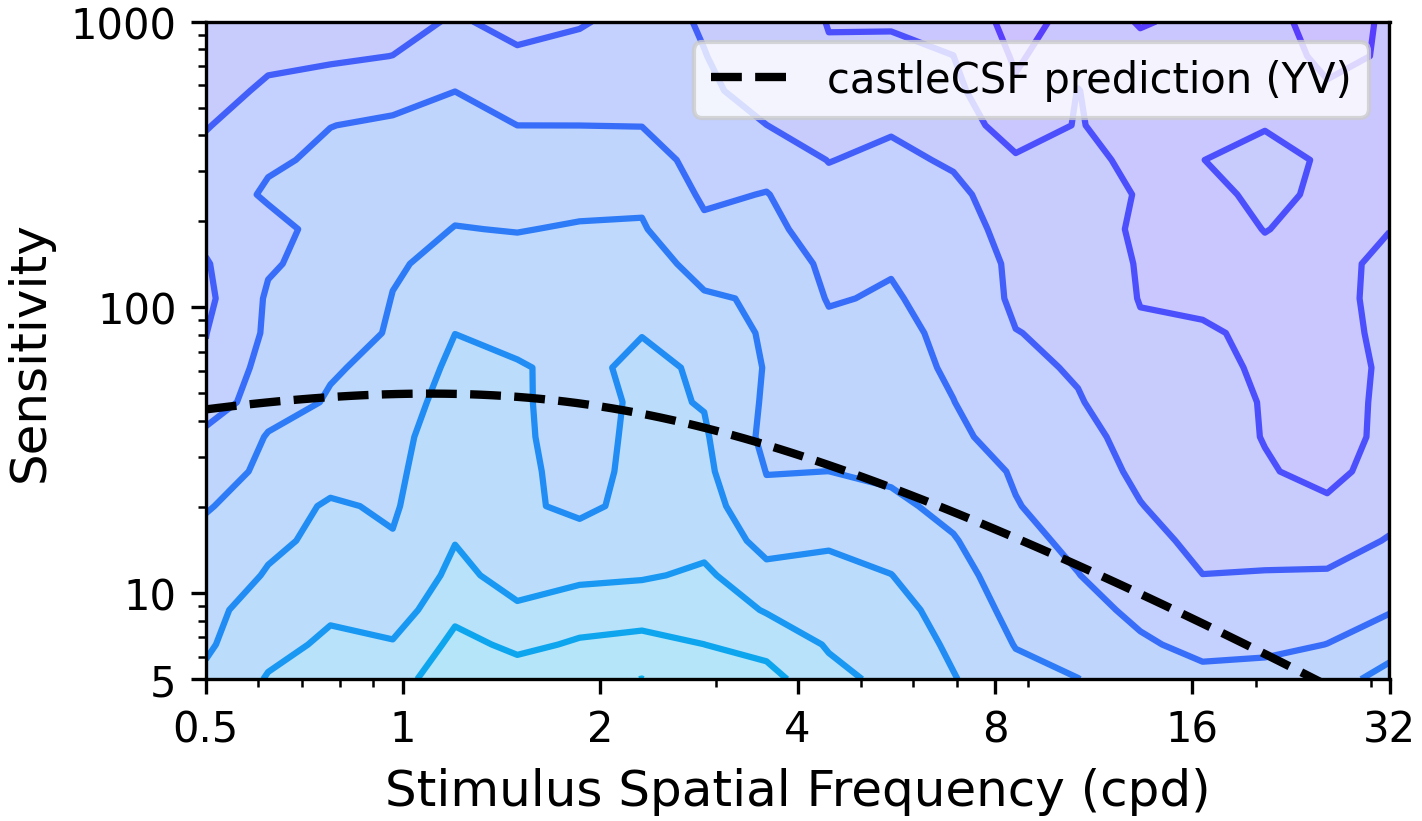 1000
castleCSF prediction (YV)
100
Sensitivity
10
5
0.5 1 2 4 8 16 32
Stimulus Spatial Frequency (cpd)